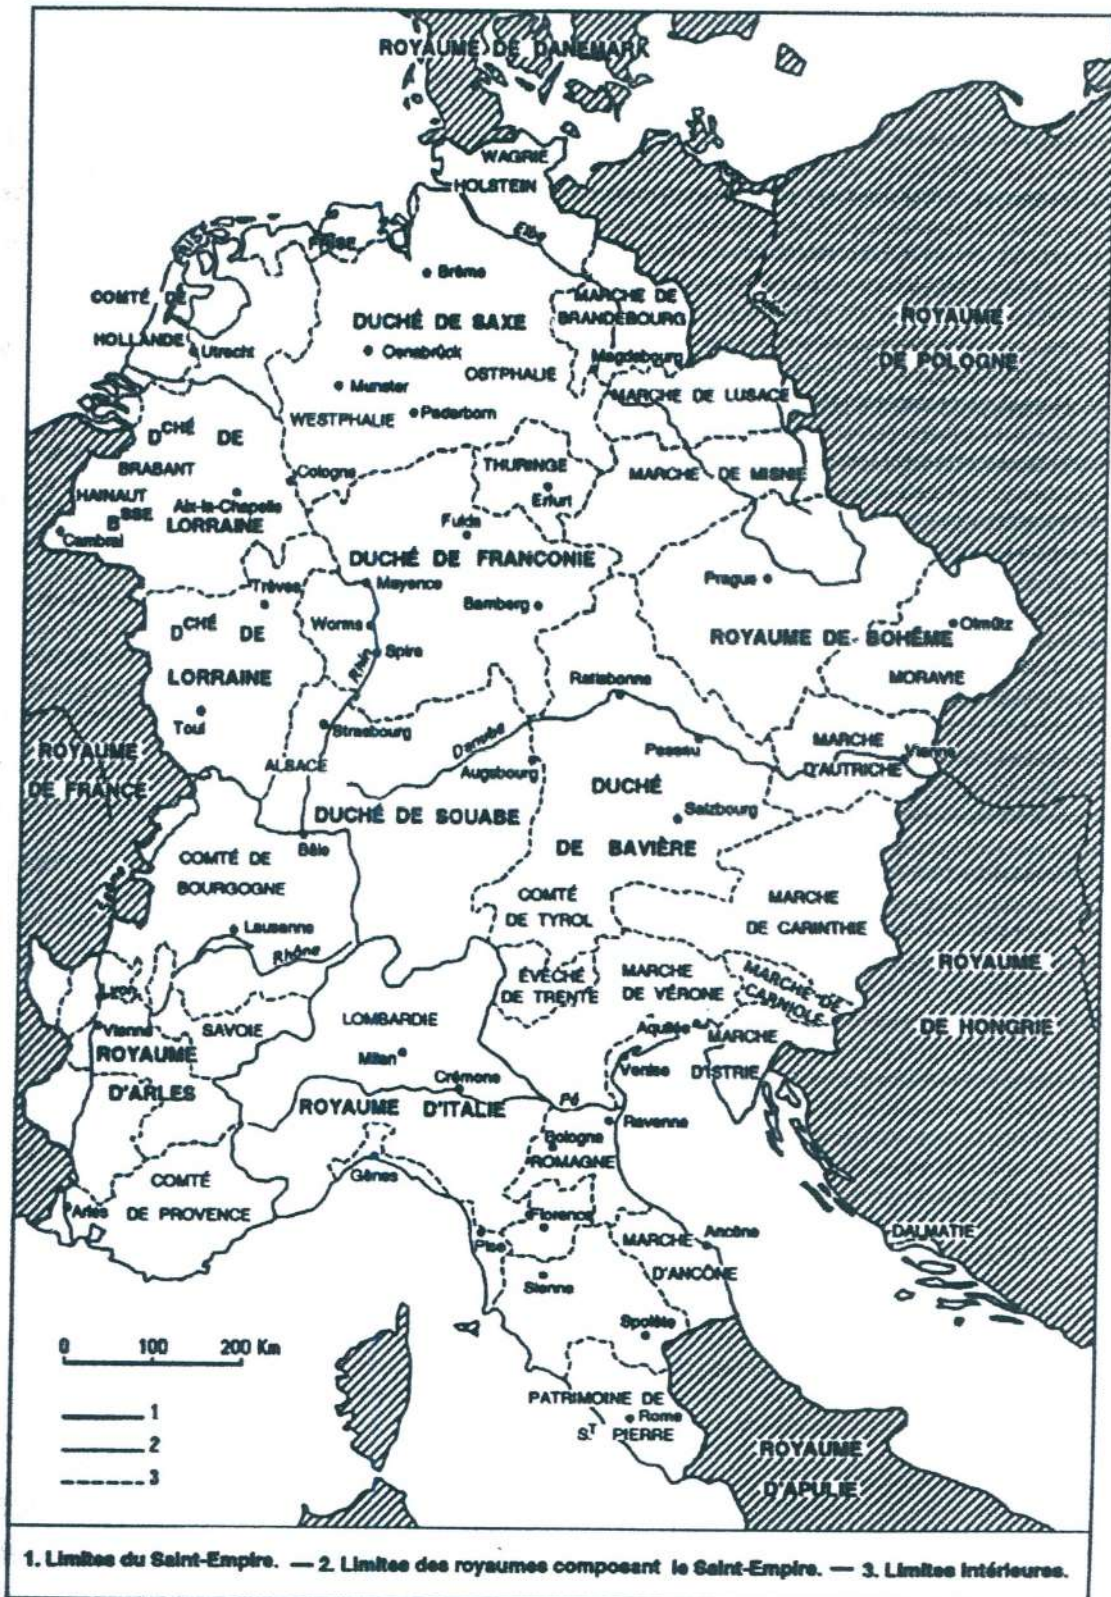 ROYAUME DE DANEMARK
WAGRIE
HOLSTEIN
Elbe
FRISE
Brême
COMTÉ DE
HOLLANDE
Utrecht
DUCHÉ DE SAXE
Osnabrück
OSTPHALIE
Munster
WESTPHALIE
Paderborn
MARCHE DE
BRANDEBOURG
Magdebourg
MARCHE DE LUSACE
Oder
ROYAUME
DE POLOGNE
DCHÉ DE
BRABANT
HAINAUT
Aix-la-Chapelle
BSSE
LORRAINE
Cambrai
Cologne
THURINGE
Erfurt
MARCHE DE MISNIE
Fulda
DUCHÉ DE FRANCONIE
Trèves
Mayence
Bamberg
Worms
Spire
Rhin
Prague
ROYAUME DE BOHÊME
Olmütz
MORAVIE
DCHÉ DE
LORRAINE
Toul
Strasbourg
ALSACE
Ratisbonne
Danube
Augsbourg
Passau
MARCHE
D'AUTRICHE
Vienne
ROYAUME
DE FRANCE
DUCHÉ DE SOUABE
DUCHÉ
DE BAVIÈRE
Salzbourg
Bâle
COMTÉ DE
BOURGOGNE
Saône
Lausanne
Rhône
COMTÉ
DE TYROL
MARCHE
DE CARINTHIE
ÉVÊCHÉ
DE TRENTE
MARCHE
DE VÉRONE
MARCHE DE
CARNIOLE
ROYAUME
DE HONGRIE
Lyon
Vienne
SAVOIE
ROYAUME
D'ARLES
LOMBARDIE
Milan
Crémone
Aquilée
MARCHE
D'ISTRIE
Venise
Pô
ROYAUME D'ITALIE
Ravenne
Bologne
ROMAGNE
Gênes
COMTÉ
DE PROVENCE
Arles
Florence
Pise
Sienne
MARCHE
D'ANCÔNE
Ancône
DALMATIE
Spolète
PATRIMOINE DE
ST PIERRE
Rome
ROYAUME
D'APULIE
0 100 200 Km
1
2
3
1. Limites du Saint-Empire. — 2. Limites des royaumes composant le Saint-Empire. — 3. Limites intérieures.